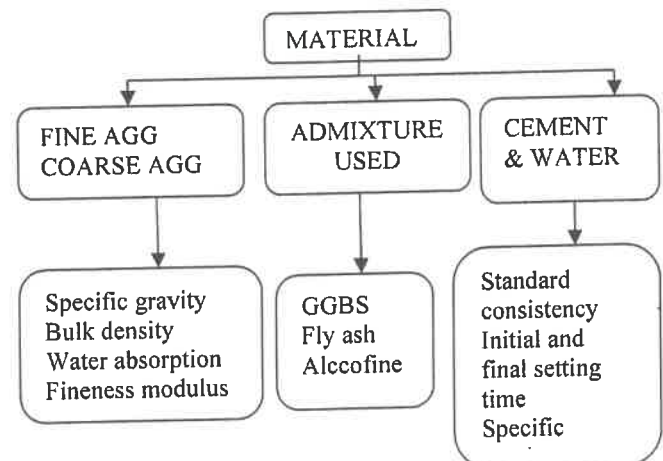 MATERIAL
FINE AGG
COARSE AGG
ADMIXTURE
USED
CEMENT
& WATER
Specific gravity
Bulk density
Water absorption
Fineness modulus
GGBS
Fly ash
Alccofine
Standard
consistency
Initial and
final setting
time
Specific